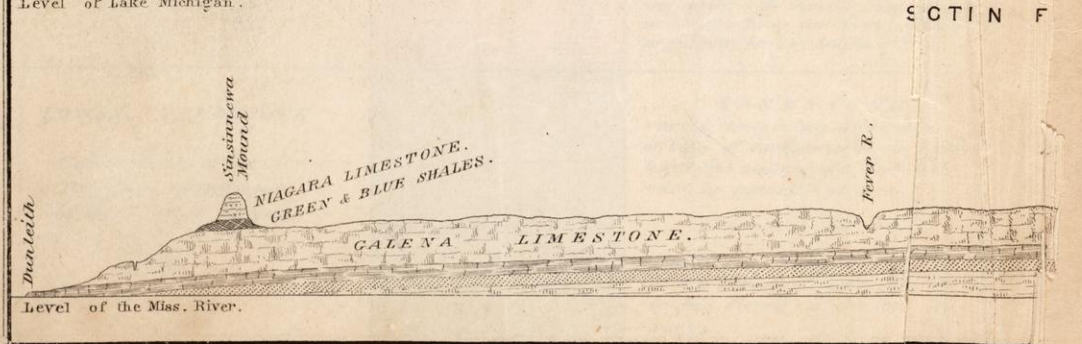 Level of Lake Michigan.
SCTIN F
Sinsinnewa
Mound
NIAGARA LIMESTONE.
GREEN & BLUE SHALES.
Fever R.
Dunleith
GALENA LIMESTONE.
Level of the Miss. River.